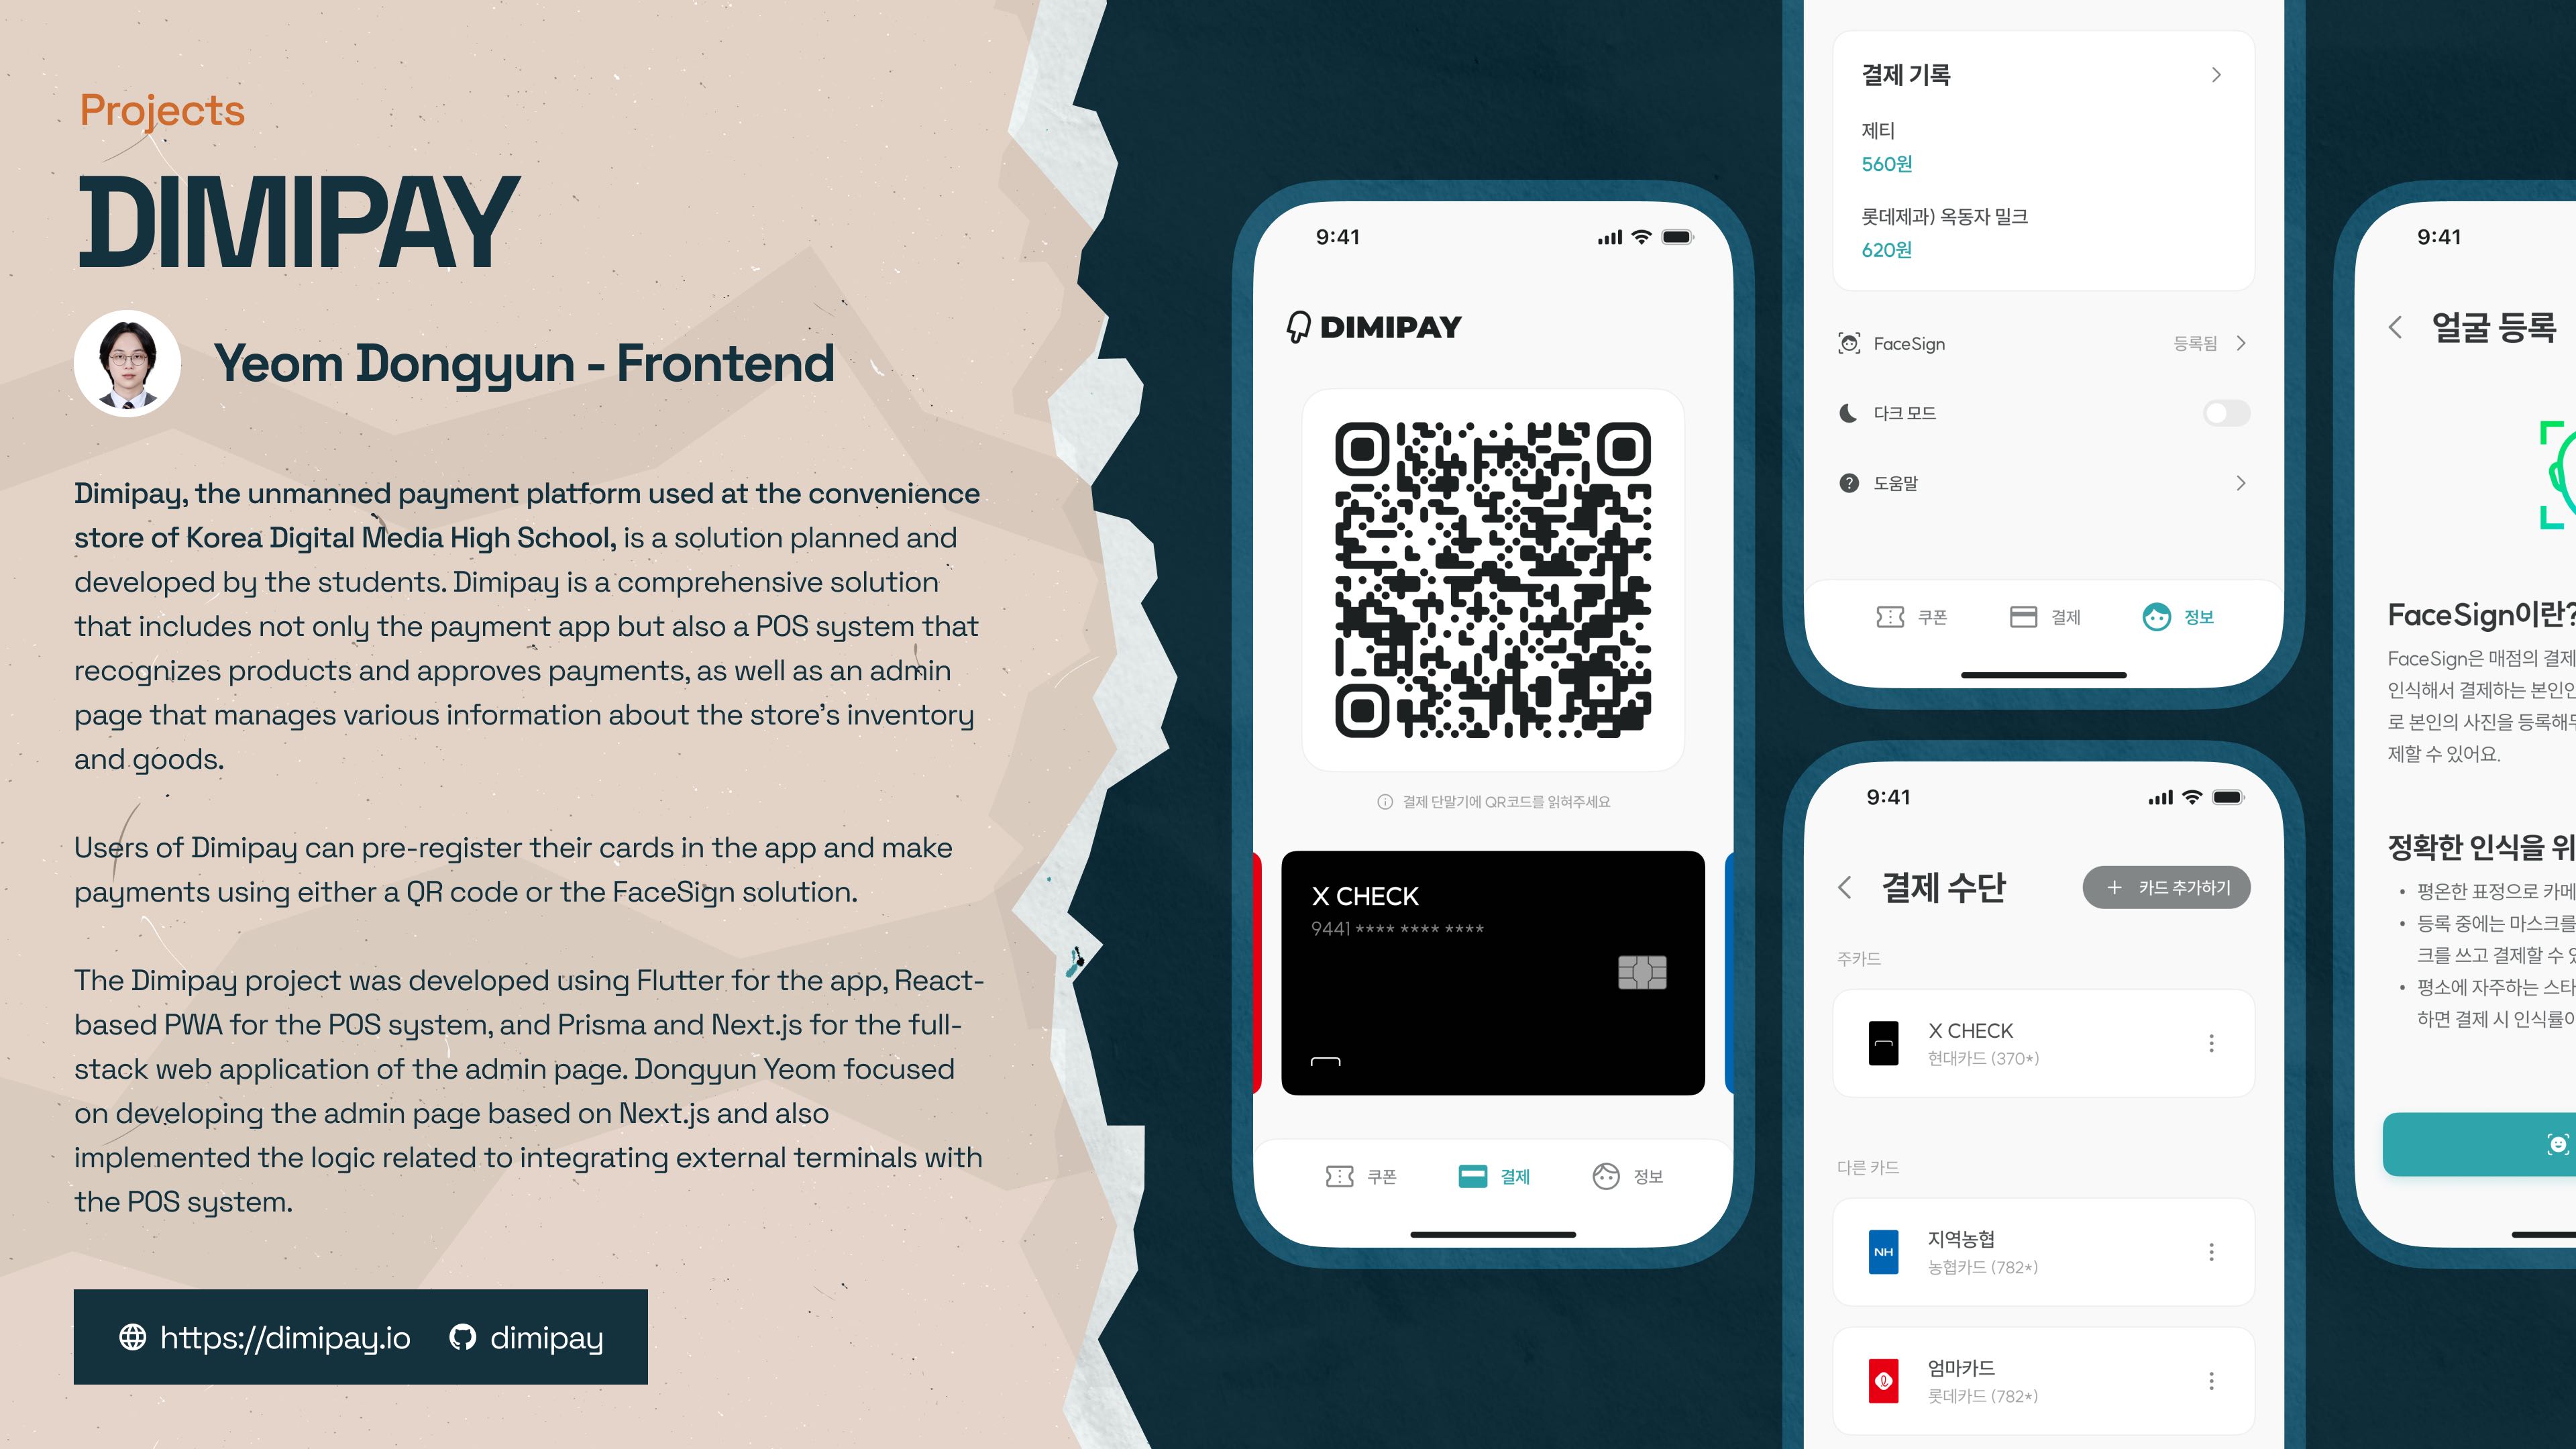 Projects
DIMIPAY
Yeom Dongyun - Frontend
Dimipay, the unmanned payment platform used at the convenience
store of Korea Digital Media High School, is a solution planned and
developed by the students. Dimipay is a comprehensive solution
that includes not only the payment app but also a POS system that
recognizes products and approves payments, as well as an admin
page that manages various information about the store’s inventory
and goods.
Users of Dimipay can pre-register their cards in the app and make
payments using either a QR code or the FaceSign solution.
The Dimipay project was developed using Flutter for the app, React-
based PWA for the POS system, and Prisma and Next.js for the full-
stack web application of the admin page. Dongyun Yeom focused
on developing the admin page based on Next.js and also
implemented the logic related to integrating external terminals with
the POS system.
https://dimipay.io dimipay
9:41
DIMIPAY
결제 단말기에 QR코드를 읽혀주세요
X CHECK
9441 **** **** ****
쿠폰 결제 정보
결제 기록
제티
560원
롯데제과) 옥동자 밀크
620원
FaceSign 등록됨
다크 모드
도움말
쿠폰 결제 정보
9:41
결제 수단
+ 카드 추가하기
주카드
X CHECK
현대카드 (370*)
다른 카드
NH
지역농협
농협카드 (782*)
엄마카드
롯데카드 (782*)
9:41
얼굴 등록
FaceSign이란?
FaceSign은 매점의 결제
인식해서 결제하는 본인인
로 본인의 사진을 등록해두
제할 수 있어요.
정확한 인식을 위
• 평온한 표정으로 카메
• 등록 중에는 마스크를
크를 쓰고 결제할 수 있
• 평소에 자주하는 스타
하면 결제 시 인식률이